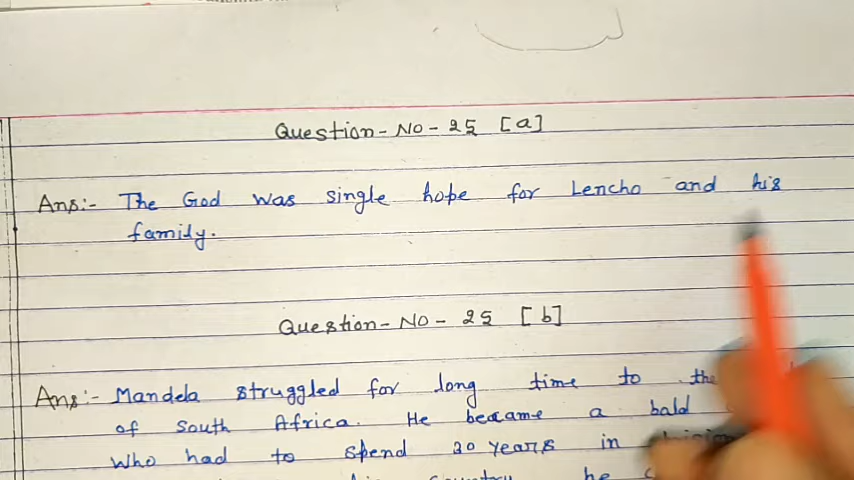 Question-No-25 [a]
Ans:- The God was single hope for Lencho and his
family.
Question-No-25 [b]
Ans:- Mandela struggled for long time to the
of south Africa. He became a bald
who had to spend 30 years in
country he